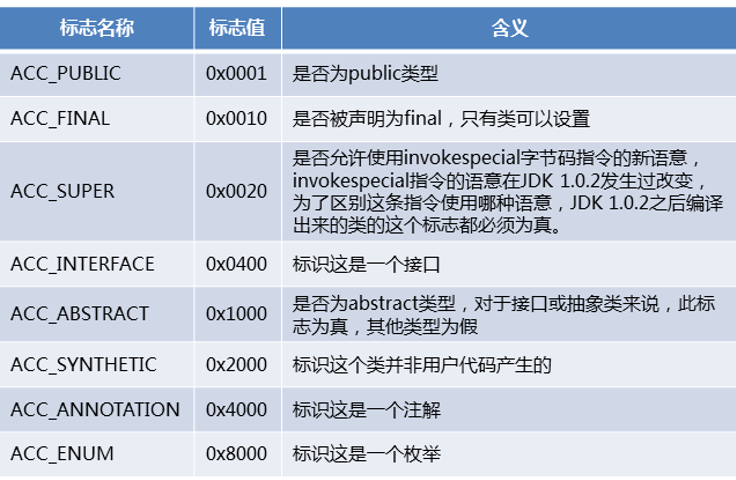 标志名称 标志值 含义
ACC_PUBLIC 0x0001 是否为public类型
ACC_FINAL 0x0010 是否被声明为final，只有类可以设置
ACC_SUPER 0x0020 是否允许使用invokespecial字节码指令的新语意，
invokespecial指令的语意在JDK 1.0.2发生过改变，
为了区别这条指令使用哪种语意，JDK 1.0.2之后编译
出来的类的这个标志都必须为真。
ACC_INTERFACE 0x0400 标识这是一个接口
ACC_ABSTRACT 0x1000 是否为abstract类型，对于接口或抽象类来说，此标
志为真，其他类型为假
ACC_SYNTHETIC 0x2000 标识这个类并非用户代码产生的
ACC_ANNOTATION 0x4000 标识这是一个注解
ACC_ENUM 0x8000 标识这是一个枚举